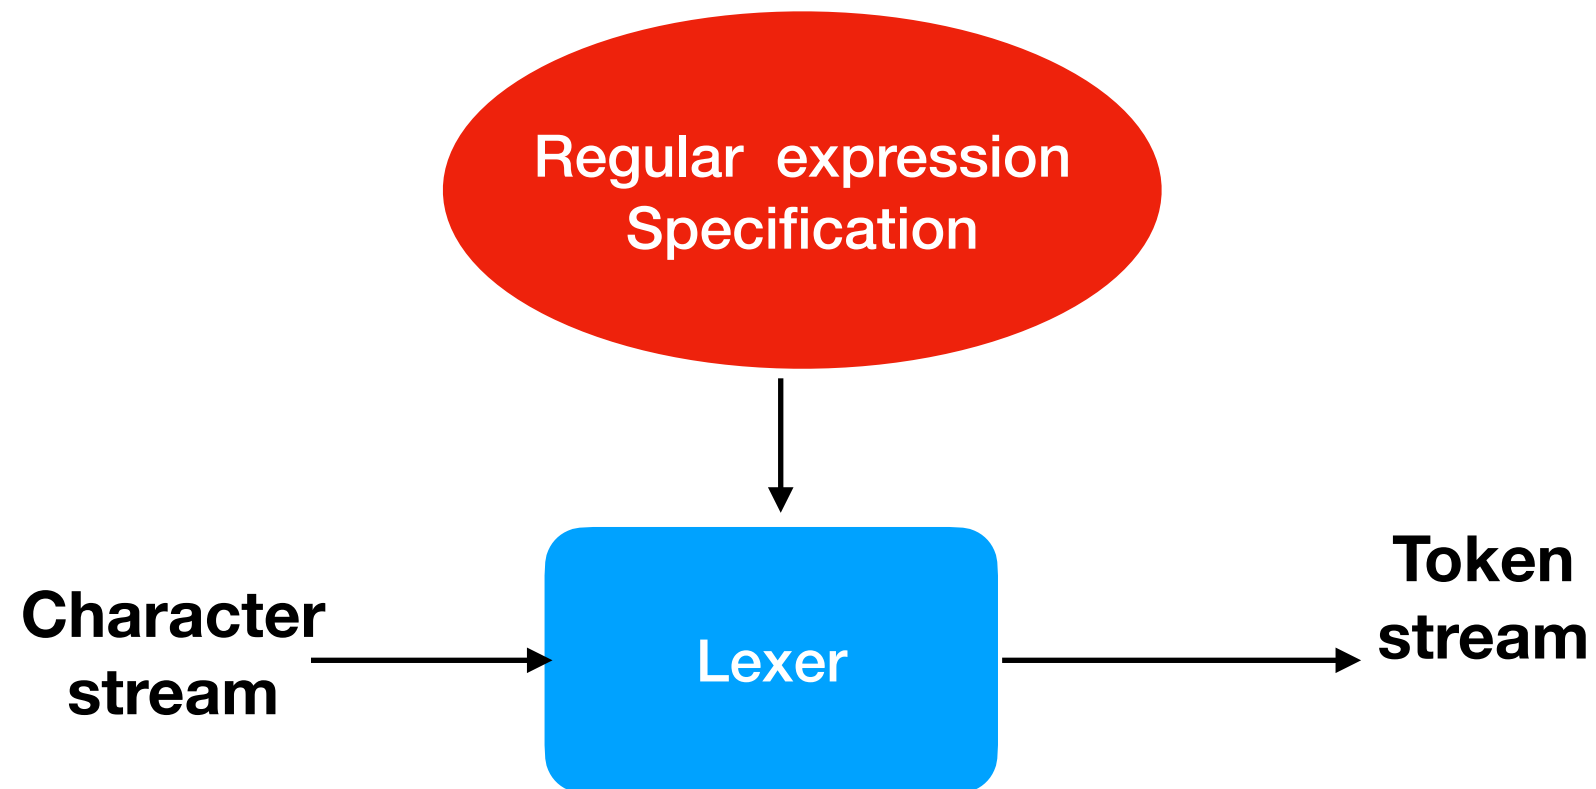 Regular expression
Specification
Character
stream
Lexer
Token
stream